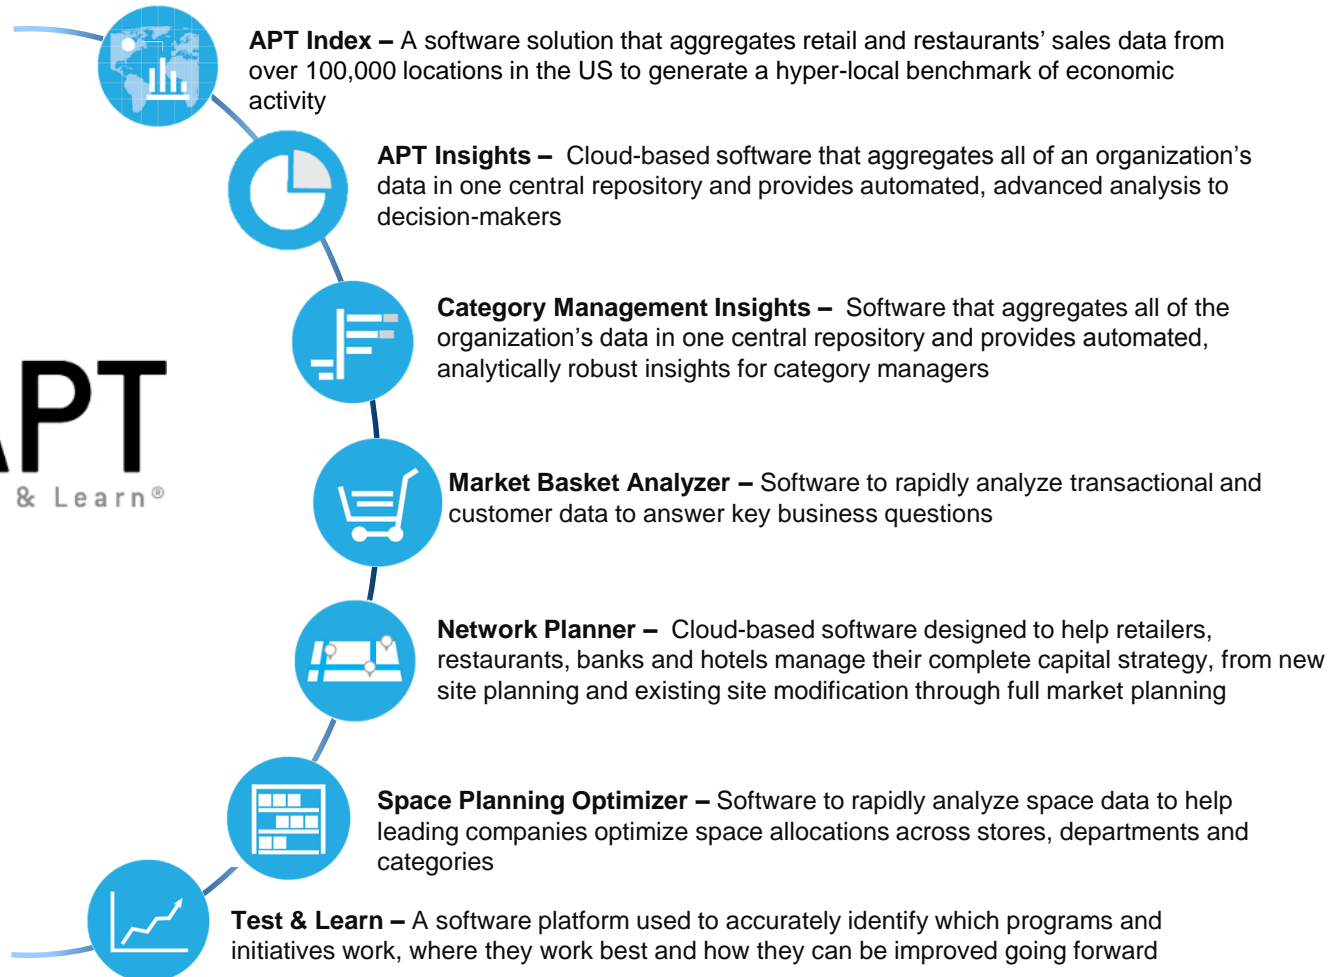 APT Index – A software solution that aggregates retail and restaurants’ sales data from
over 100,000 locations in the US to generate a hyper-local benchmark of economic
activity
APT Insights – Cloud-based software that aggregates all of an organization’s
data in one central repository and provides automated, advanced analysis to
decision-makers
Category Management Insights – Software that aggregates all of the
organization’s data in one central repository and provides automated,
analytically robust insights for category managers
APT
& Learn®
Market Basket Analyzer – Software to rapidly analyze transactional and
customer data to answer key business questions
Network Planner – Cloud-based software designed to help retailers,
restaurants, banks and hotels manage their complete capital strategy, from new
site planning and existing site modification through full market planning
Space Planning Optimizer – Software to rapidly analyze space data to help
leading companies optimize space allocations across stores, departments and
categories
Test & Learn – A software platform used to accurately identify which programs and
initiatives work, where they work best and how they can be improved going forward